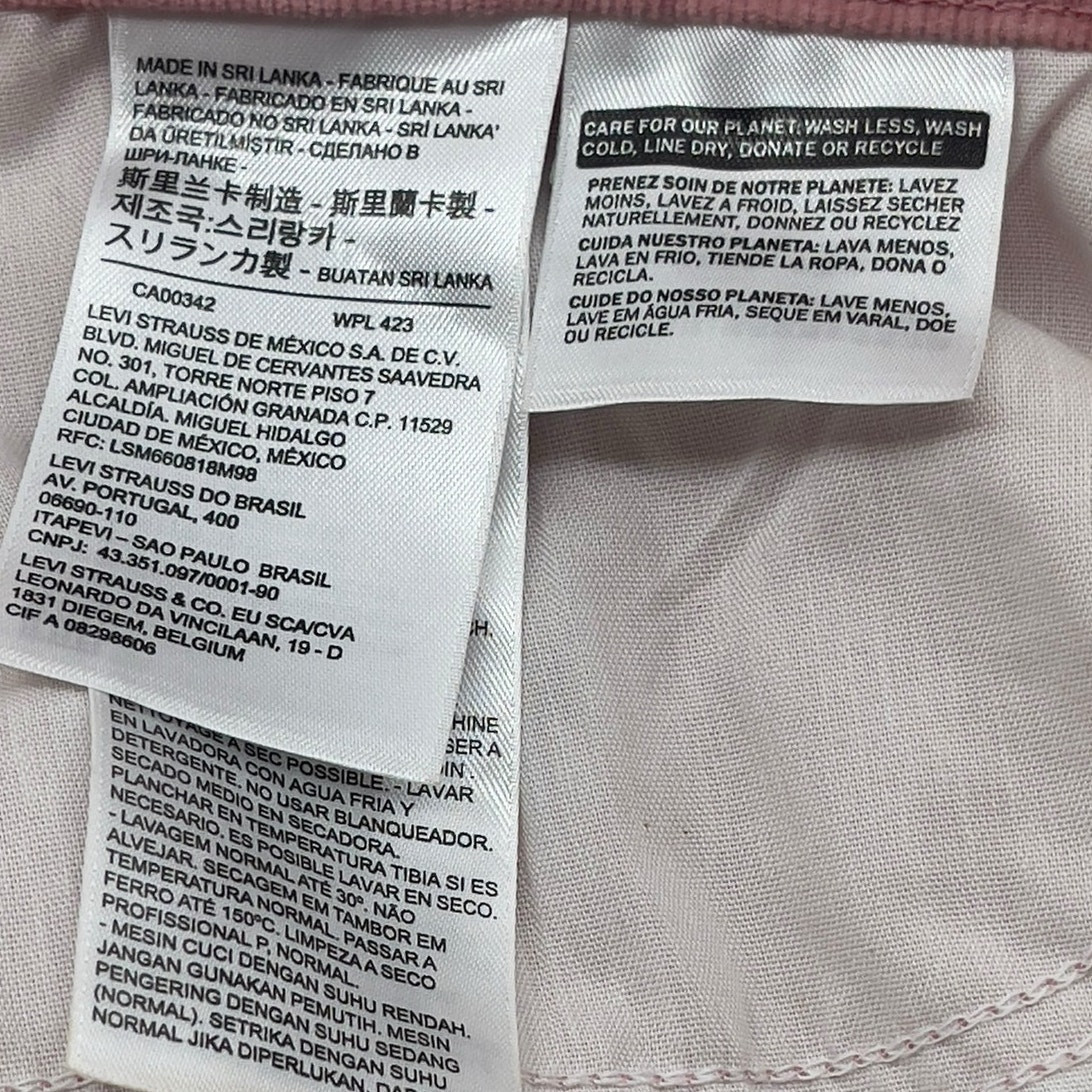 MADE IN SRI LANKA - FABRIQUE AU SRI
LANKA - FABRICADO EN SRI LANKA -
FABRICADO NO SRI LANKA - SRİ LANKA'
DA ÜRETILMİŞTIR - СДЕЛАНО В
ШРИ-ЛАНКЕ -
斯里兰卡制造 - 斯里蘭卡製 -
제조국:스리랑카 -
スリランカ製 - BUATAN SRI LANKA
CA00342 WPL 423
LEVI STRAUSS DE MÉXICO S.A. DE C.V.
BLVD. MIGUEL DE CERVANTES SAAVEDRA
NO. 301, TORRE NORTE PISO 7
COL. AMPLIACIÓN GRANADA C.P. 11529
ALCALDÍA. MIGUEL HIDALGO
CIUDAD DE MÉXICO, MÉXICO
RFC: LSM660818M98
LEVI STRAUSS DO BRASIL
AV. PORTUGAL, 400
06690-110
ITAPEVI – SAO PAULO BRASIL
CNPJ: 43.351.097/0001-90
LEVI STRAUSS & CO. EU SCA/CVA
LEONARDO DA VINCILAAN, 19 - D
1831 DIEGEM, BELGIUM
CIF A 08298606
CARE FOR OUR PLANET: WASH LESS, WASH
COLD, LINE DRY, DONATE OR RECYCLE
PRENEZ SOIN DE NOTRE PLANETE: LAVEZ
MOINS, LAVEZ A FROID, LAISSEZ SECHER
NATURELLEMENT, DONNEZ OU RECYCLEZ
CUIDA NUESTRO PLANETA: LAVA MENOS,
LAVA EN FRIO, TIENDE LA ROPA, DONA O
RECICLA.
CUIDE DO NOSSO PLANETA: LAVE MENOS,
LAVE EM ÁGUA FRIA, SEQUE EM VARAL, DOE
OU RECICLE.
NETTOYAGE A SEC POSSIBLE. - LAVAR
EN LAVADORA CON AGUA FRIA Y
DETERGENTE. NO USAR BLANQUEADOR.
SECADO MEDIO EN SECADORA.
PLANCHAR EN TEMPERATURA TIBIA SI ES
NECESARIO. ES POSIBLE LAVAR EN SECO.
- LAVAGEM NORMAL ATÉ 30º. NÃO
ALVEJAR. SECAGEM EM TAMBOR EM
TEMPERATURA NORMAL. PASSAR A
FERRO ATÉ 150ºC. LIMPEZA A SECO
PROFISSIONAL P, NORMAL.
- MESIN CUCI DENGAN SUHU RENDAH.
JANGAN GUNAKAN PEMUTIH. MESIN
PENGERING DENGAN SUHU SEDANG
(NORMAL). SETRIKA DENGAN SUHU
NORMAL JIKA DIPERLUKAN.